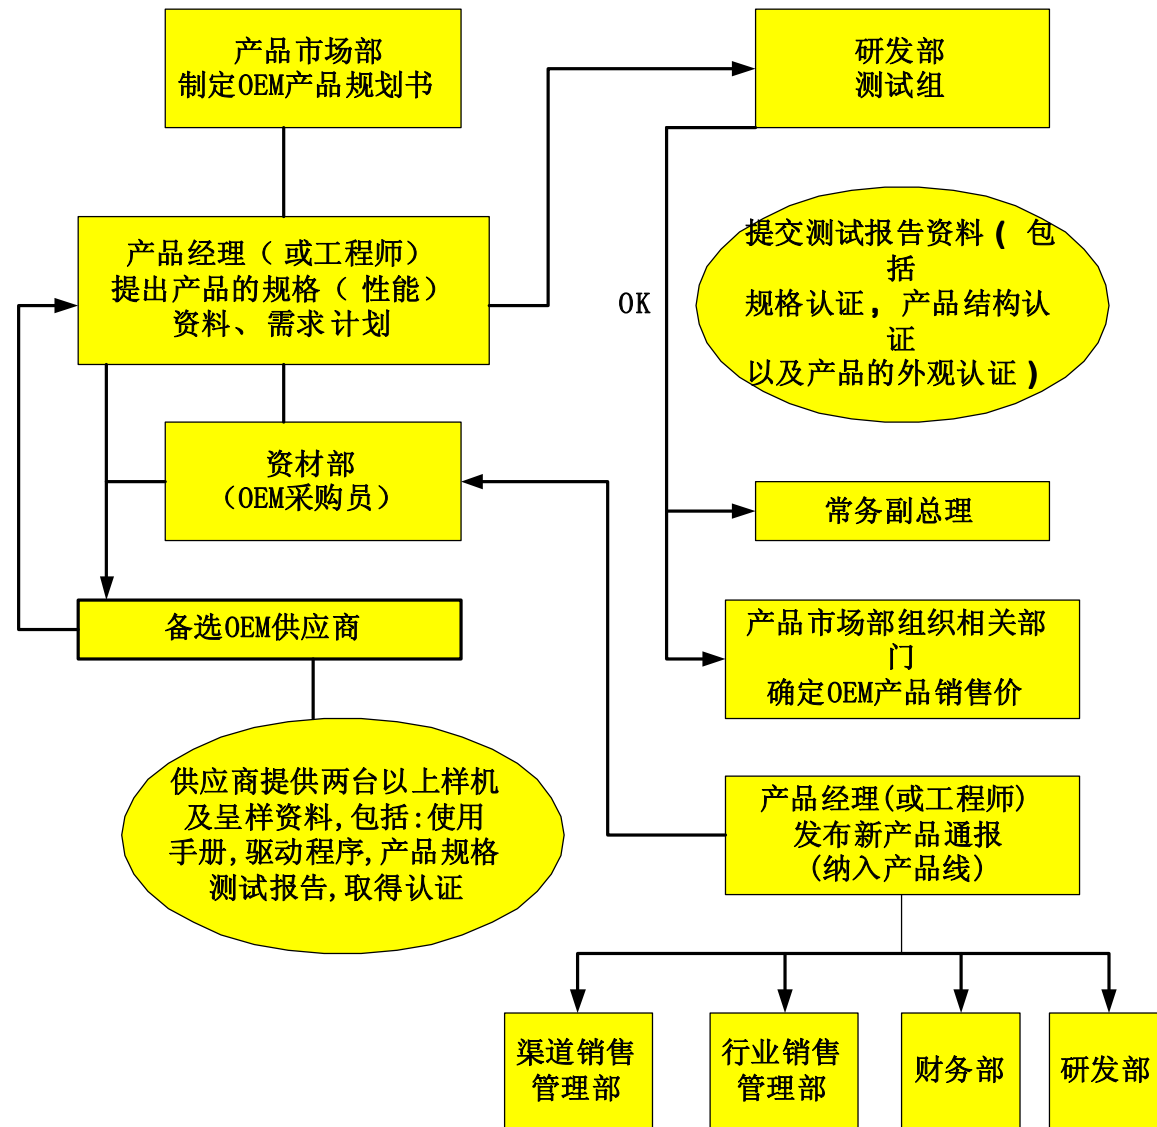 产品市场部
制定OEM产品规划书
研发部
测试组
产品经理（或工程师）
提出产品的规格（性能）
资料、需求计划
OK
提交测试报告资料(包
括
规格认证,产品结构认
证
以及产品的外观认证)
资材部
（OEM采购员）
常务副总理
备选OEM供应商
产品市场部组织相关部
门
确定OEM产品销售价
供应商提供两台以上样机
及呈样资料,包括:使用
手册,驱动程序,产品规格
测试报告,取得认证
产品经理(或工程师)
发布新产品通报
(纳入产品线)
渠道销售
管理部
行业销售
管理部
财务部
研发部